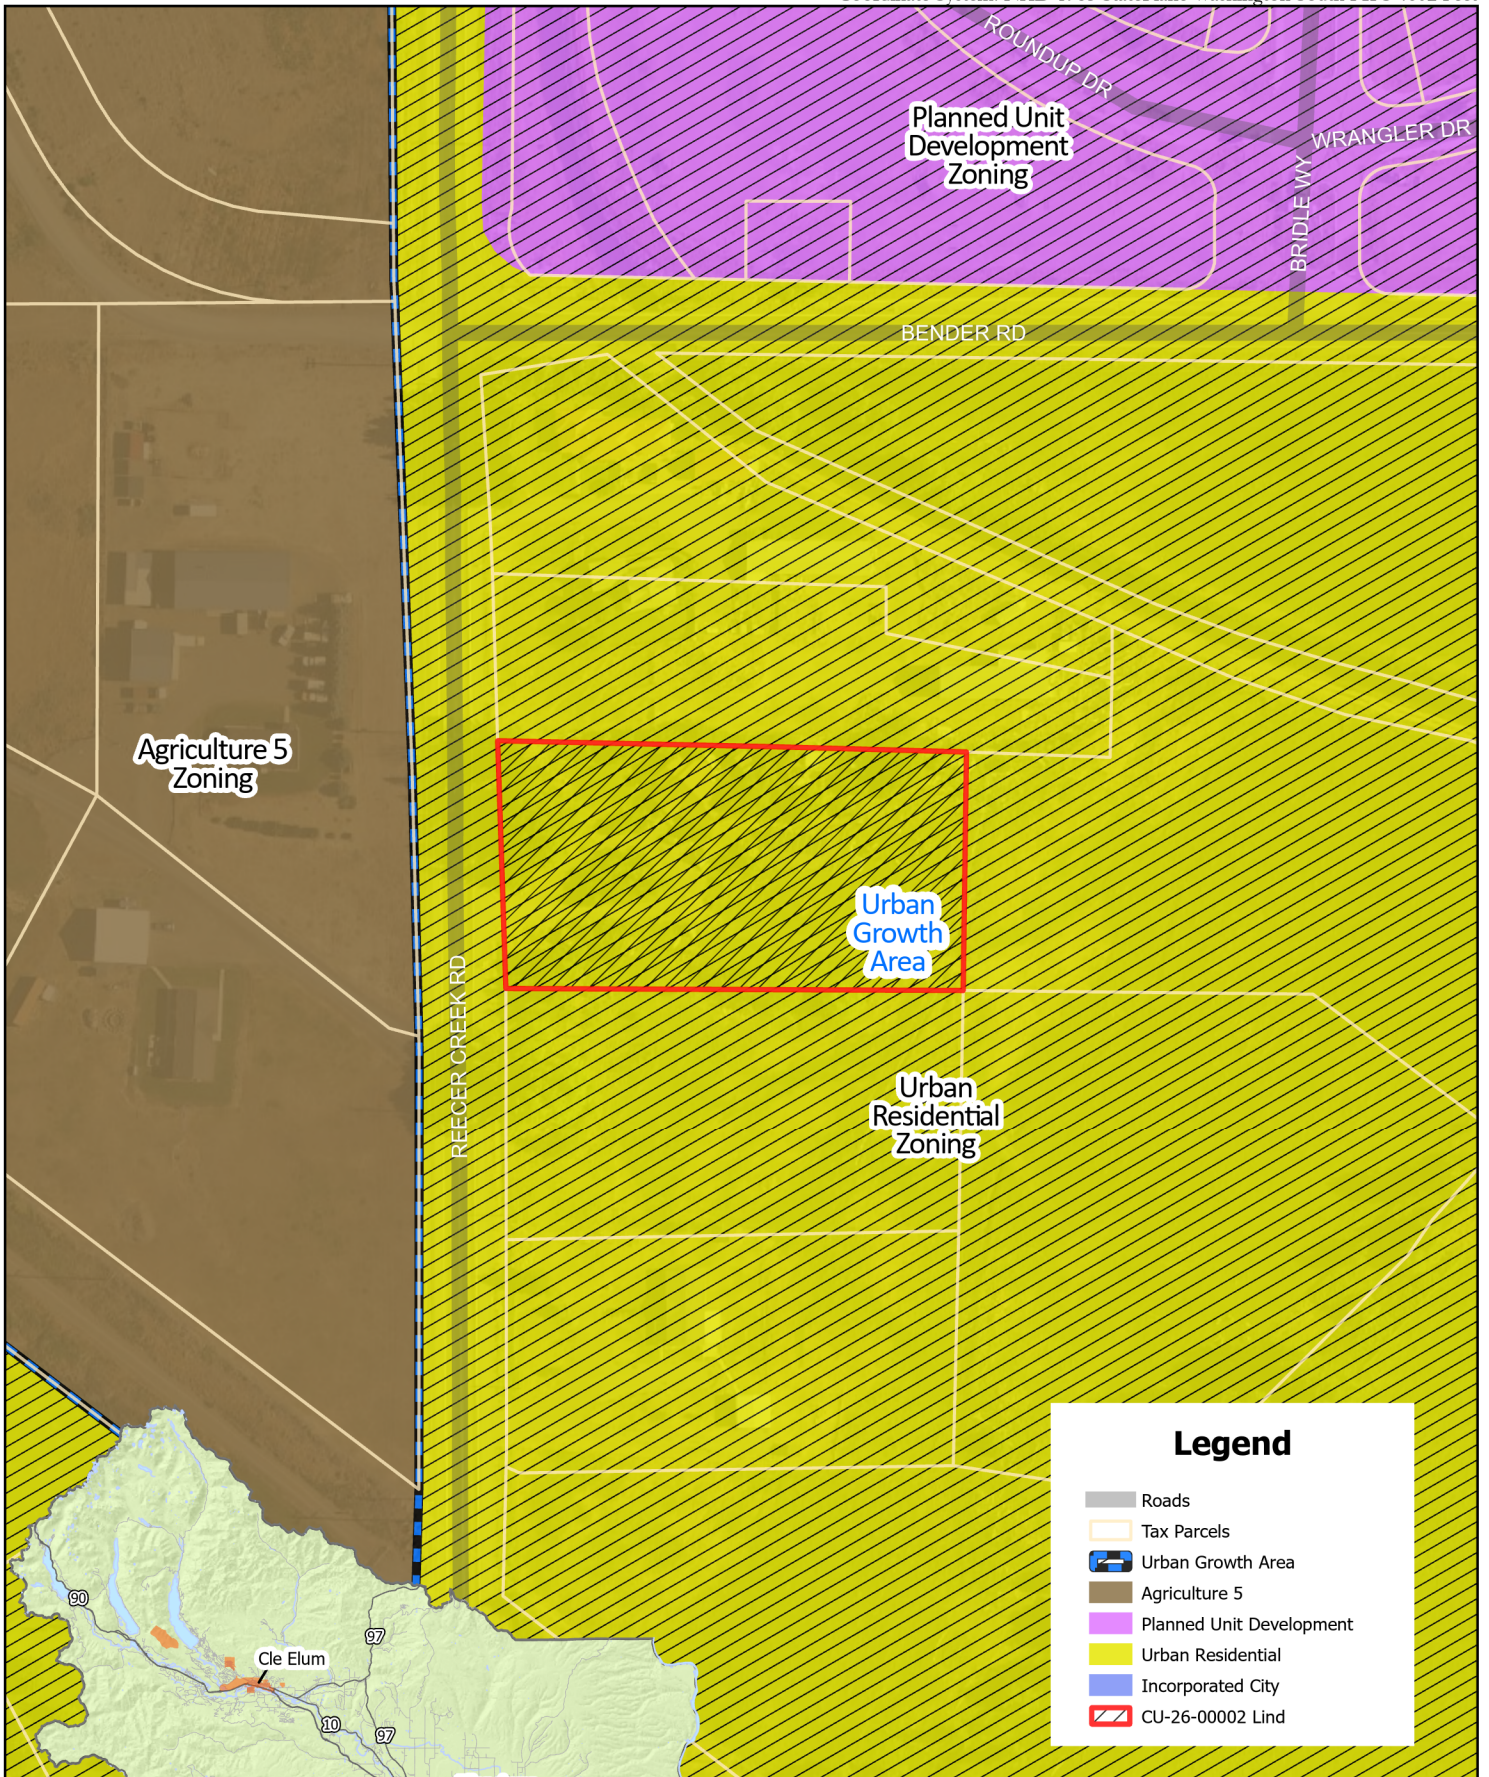 ROUNDUP DR
Planned Unit
Development
Zoning
WRANGLER DR
BRIDLE WY
BENDER RD
Agriculture 5
Zoning
Urban
Growth
Area
REECER CREEK RD
Urban
Residential
Zoning
Legend
Roads
Tax Parcels
Urban Growth Area
Agriculture 5
Planned Unit Development
Urban Residential
Incorporated City
CU-26-00002 Lind
90
97
Cle Elum
10
97